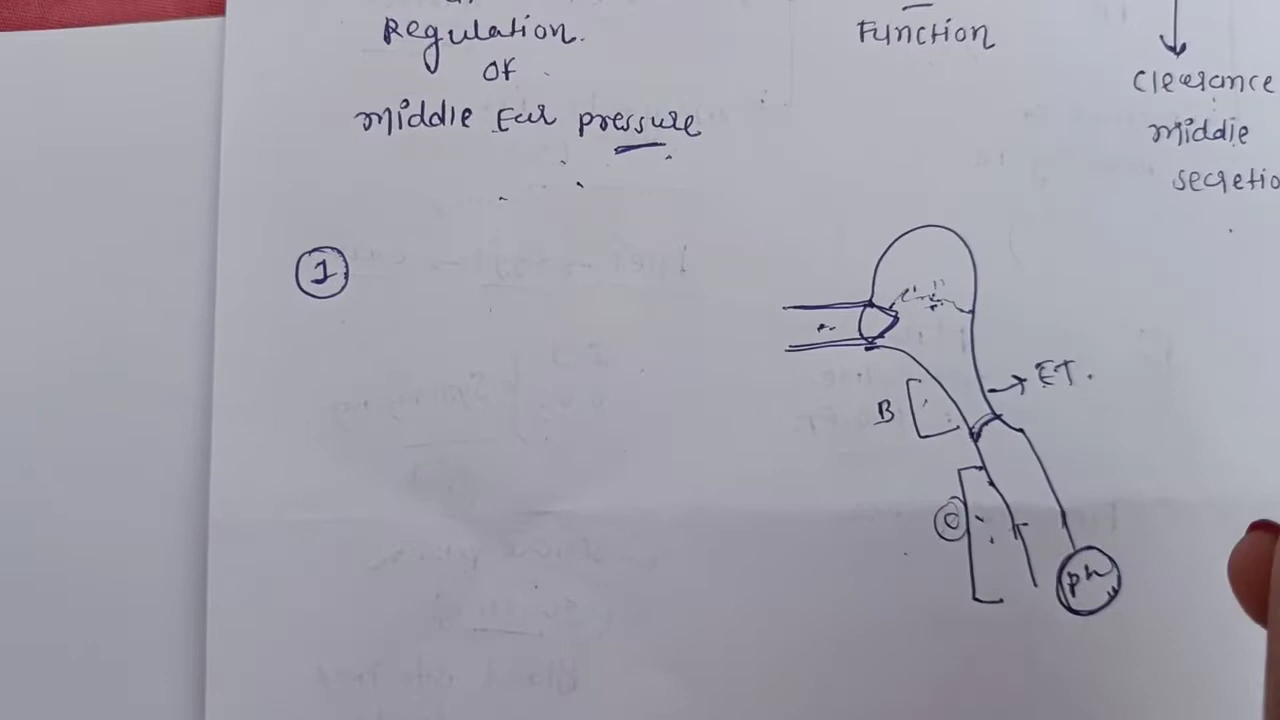 Regulation.
of
middle Ear pressure
Function
clearance
middle
secretio
1
ET.
B
C
ph